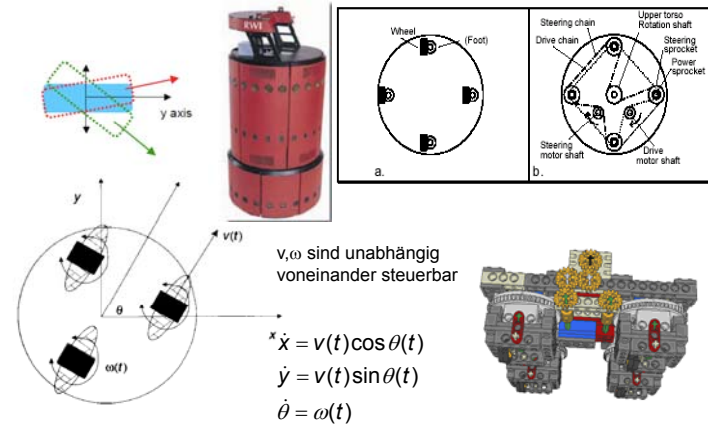 RWI
y axis
Wheel
(Foot)
a.
Steering chain
Drive chain
Upper torso
Rotation shaft
Steering
sprocket
Power
sprocket
Steering
motor shaft
Drive
motor shaft
b.
y
v(t)
θ
x
ω(t)
v,ω sind unabhängig
voneinander steuerbar
ẋ = v(t)cosθ(t)
ẏ = v(t)sinθ(t)
θ̇ = ω(t)